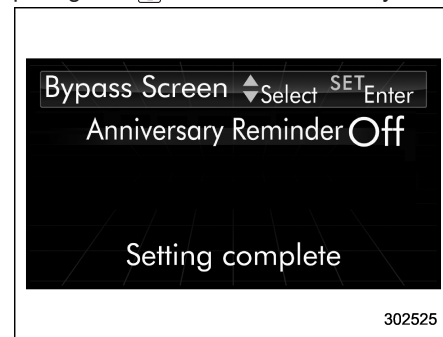 Bypass Screen Select SET Enter
Anniversary Reminder Off
Setting complete
302525